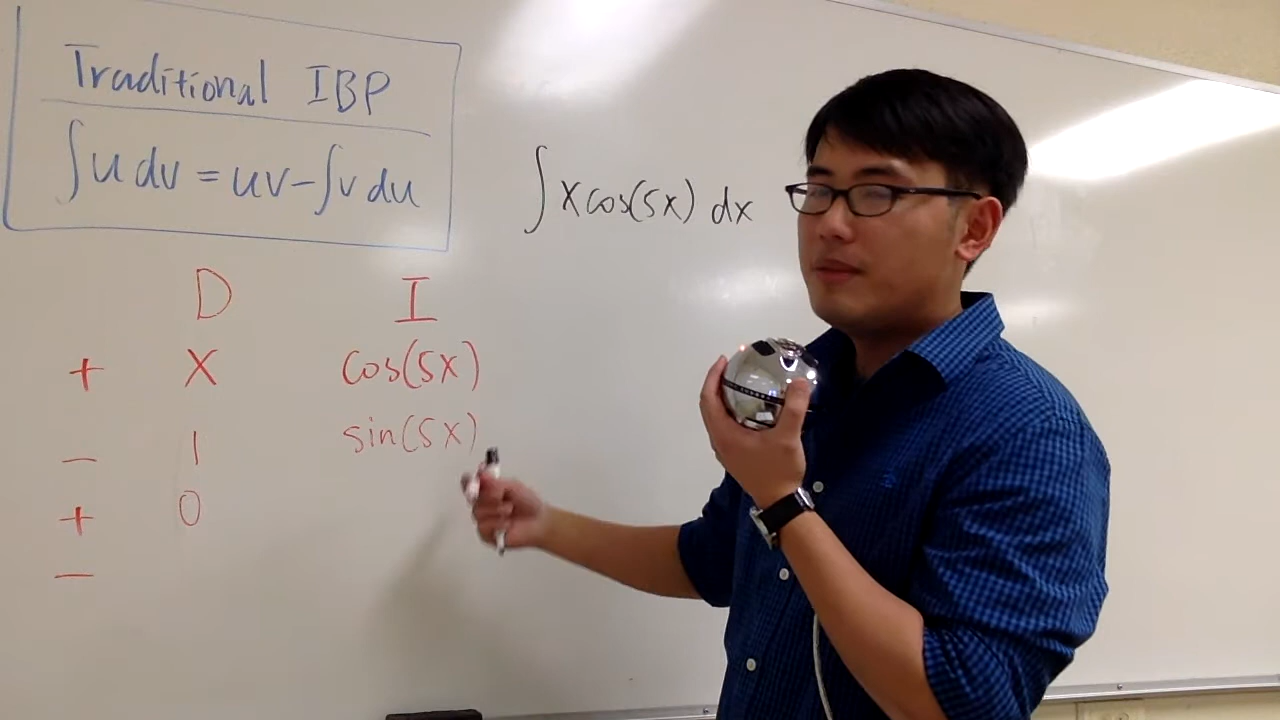 Traditional IBP
∫u dv = uv - ∫v du
∫x cos(5x) dx
D I
+ x cos(5x)
- 1 sin(5x)
+ 0
-